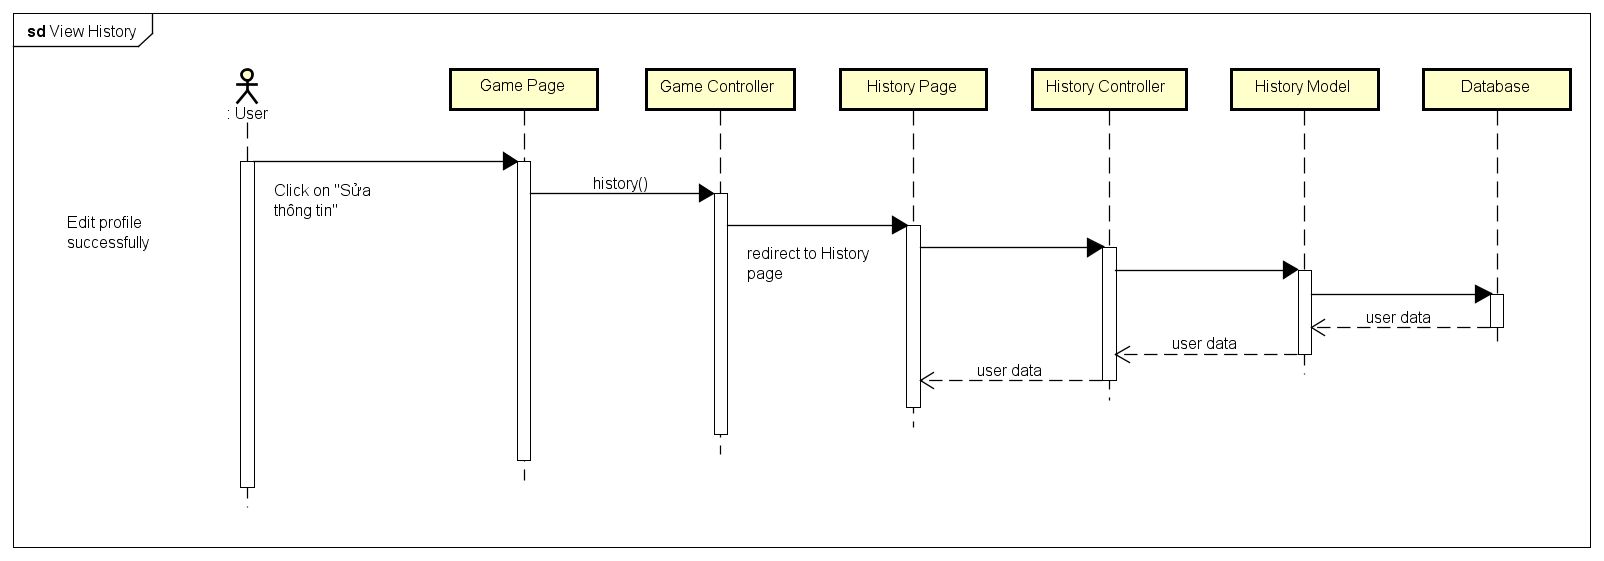 sd View History
: User
Game Page
Game Controller
History Page
History Controller
History Model
Database
Click on "Sửa
thông tin"
history()
Edit profile
successfully
redirect to History
page
user data
user data
user data